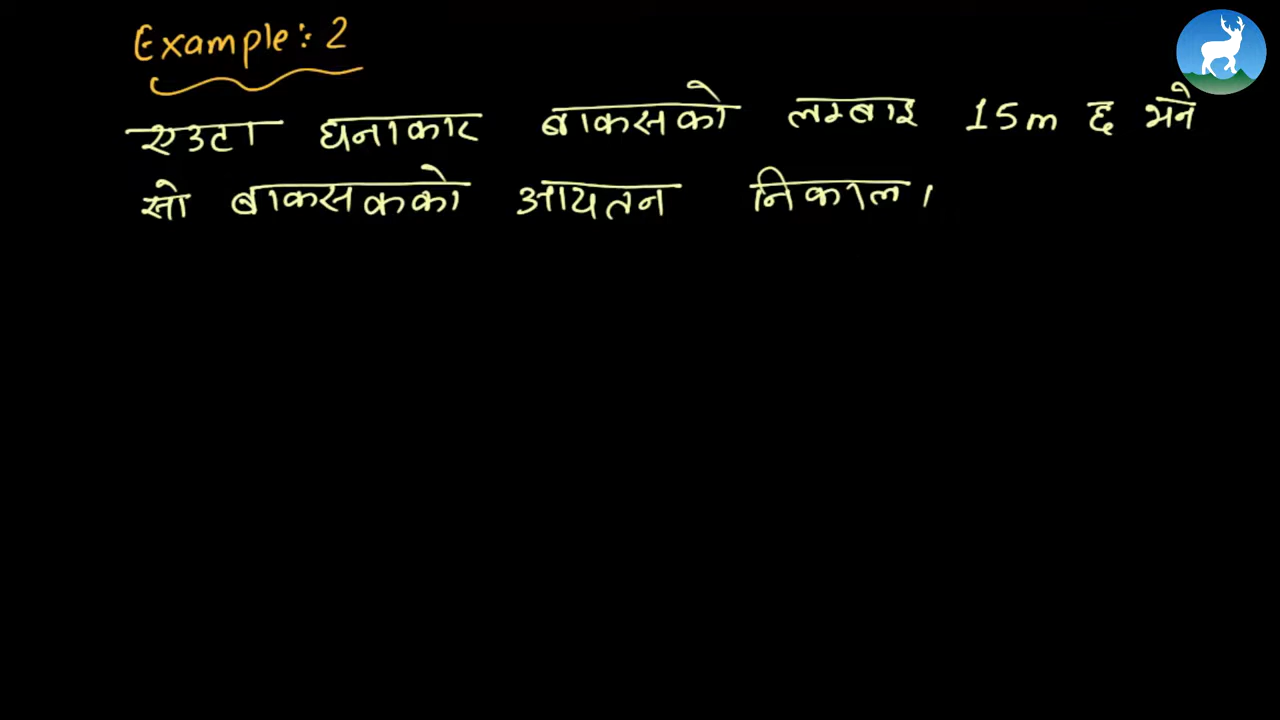 Example: 2
एउटा घनाकार बाकसको लम्बाइ 15m छ भने
सो बाकसकको आयतन निकाल।